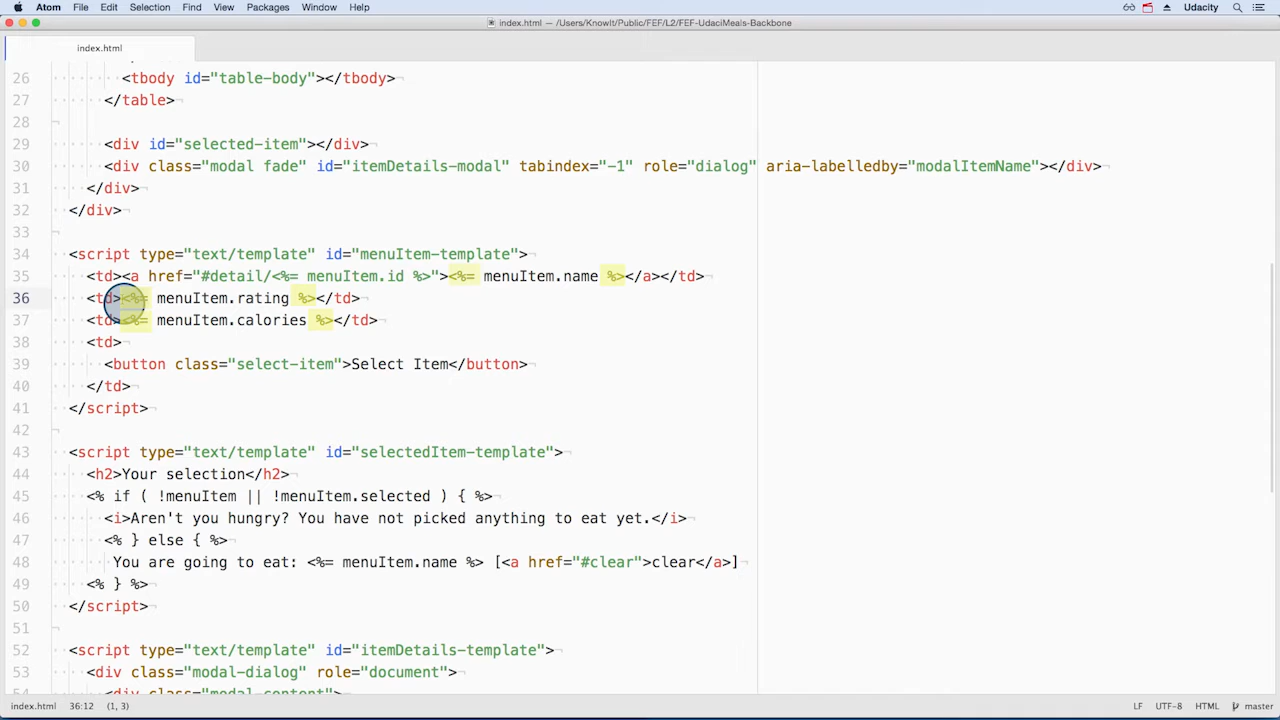 Atom File Edit Selection Find View Packages Window Help Udacity
index.html — /Users/KnowIt/Public/FEF/L2/FEF-UdaciMeals-Backbone
index.html
26 <tbody id="table-body"></tbody>
27 </table>
28
29 <div id="selected-item"></div>
30 <div class="modal fade" id="itemDetails-modal" tabindex="-1" role="dialog" aria-labelledby="modalItemName"></div>
31 </div>
32 </div>
33
34 <script type="text/template" id="menuItem-template">
35 <td><a href="#detail/<%= menuItem.id %>"><%= menuItem.name %></a></td>
36 <td><%= menuItem.rating %></td>
37 <td><%= menuItem.calories %></td>
38 <td>
39 <button class="select-item">Select Item</button>
40 </td>
41 </script>
42
43 <script type="text/template" id="selectedItem-template">
44 <h2>Your selection</h2>
45 <% if ( !menuItem || !menuItem.selected ) { %>
46 <i>Aren't you hungry? You have not picked anything to eat yet.</i>
47 <% } else { %>
48 You are going to eat: <%= menuItem.name %> [<a href="#clear">clear</a>]
49 <% } %>
50 </script>
51
52 <script type="text/template" id="itemDetails-template">
53 <div class="modal-dialog" role="document">
54 <div class="modal-content">
index.html 36:12 (1, 3) LF UTF-8 HTML master